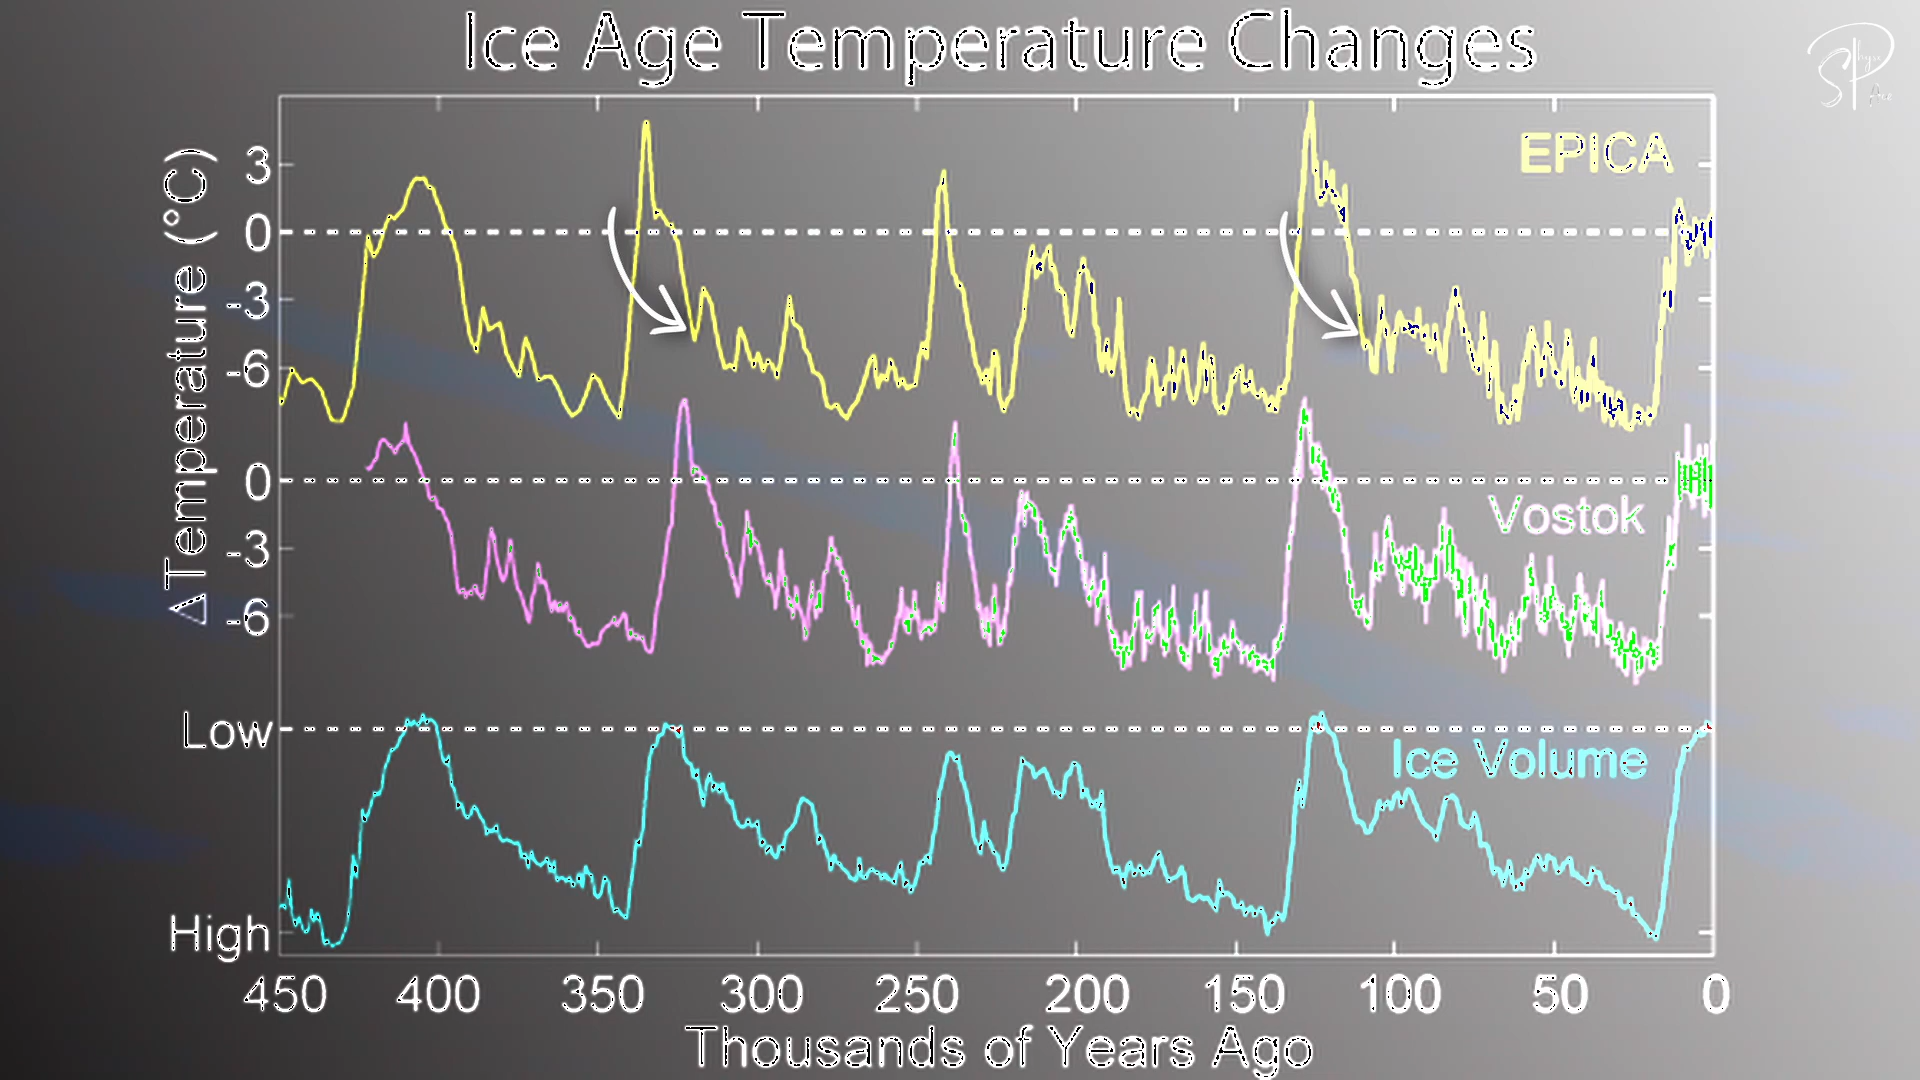 Ice Age Temperature Changes
SP
EPICA
ΔTemperature (°C)
3
0
-3
-6
Vostok
0
-3
-6
Ice Volume
Low
High
450 400 350 300 250 200 150 100 50 0
Thousands of Years Ago